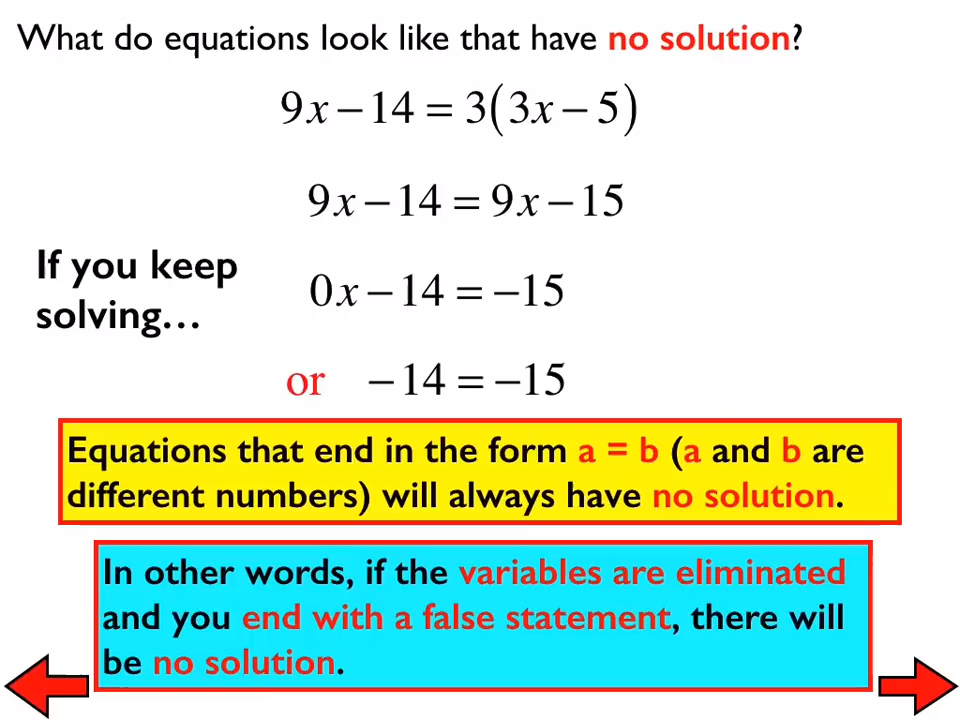 What do equations look like that have no solution?
9x − 14 = 3(3x − 5)
9x − 14 = 9x − 15
If you keep
solving…
0x − 14 = −15
or − 14 = −15
Equations that end in the form a = b (a and b are
different numbers) will always have no solution.
In other words, if the variables are eliminated
and you end with a false statement, there will
be no solution.